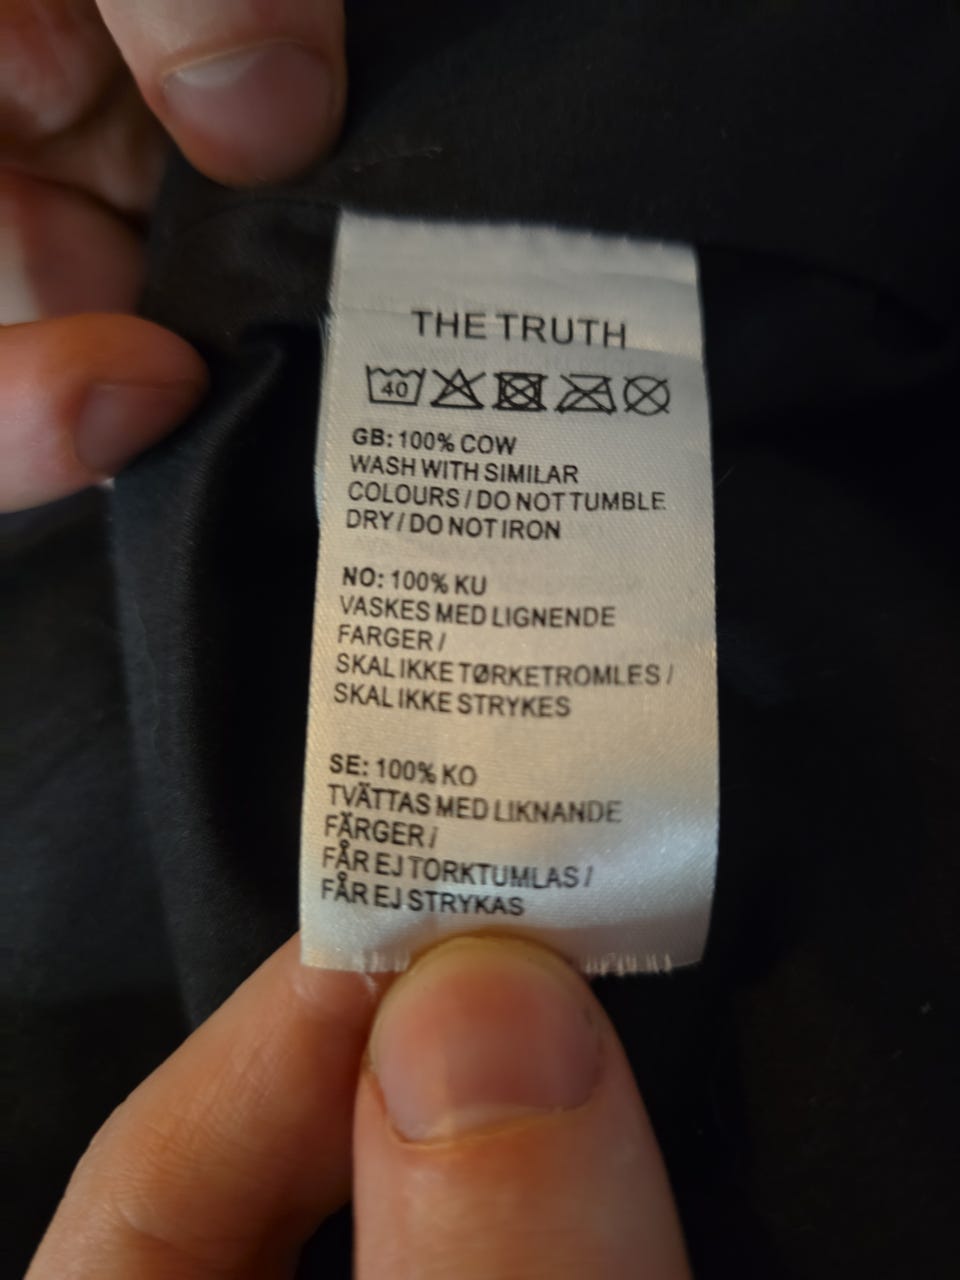 THE TRUTH
40
GB: 100% COW
WASH WITH SIMILAR
COLOURS / DO NOT TUMBLE
DRY / DO NOT IRON
NO: 100% KU
VASKES MED LIGNENDE
FARGER /
SKAL IKKE TØRKETROMLES /
SKAL IKKE STRYKES
SE: 100% KO
TVÄTTAS MED LIKNANDE
FÄRGER /
FÅR EJ TORKTUMLAS /
FÅR EJ STRYKAS